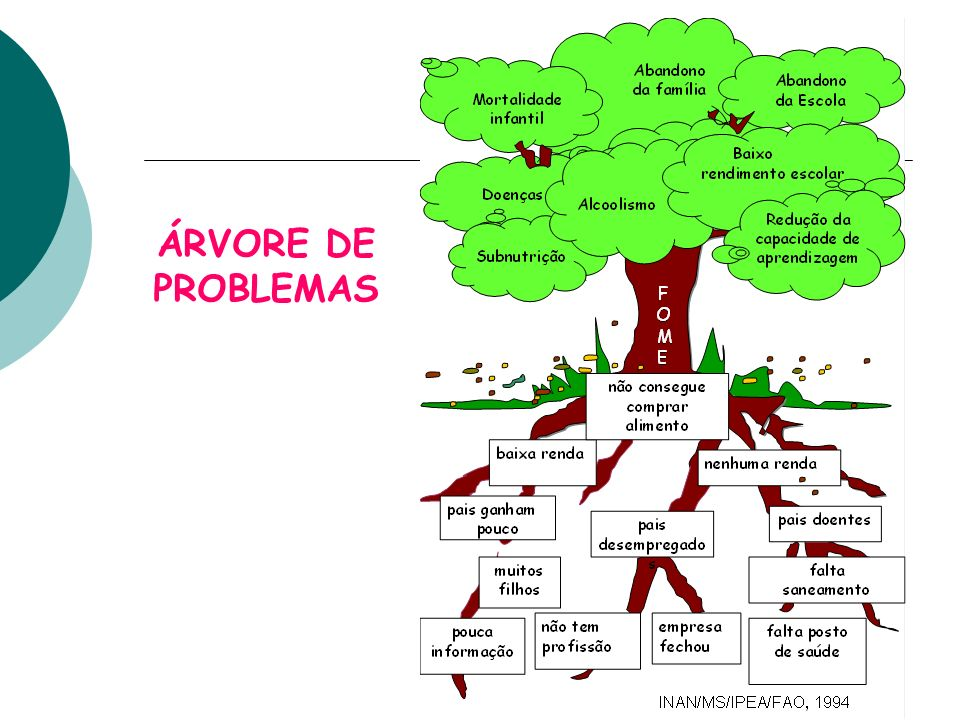 ÁRVORE DE
PROBLEMAS
Abandono
da família
Abandono
da Escola
Mortalidade
infantil
Baixo
rendimento escolar
Doenças
Alcoolismo
Redução da
capacidade de
aprendizagem
Subnutrição
F
O
M
E
não consegue
comprar
alimento
baixa renda
nenhuma renda
pais ganham
pouco
pais
desempregado
s
pais doentes
muitos
filhos
falta
saneamento
pouca
informação
não tem
profissão
empresa
fechou
falta posto
de saúde
INAN/MS/IPEA/FAO, 1994